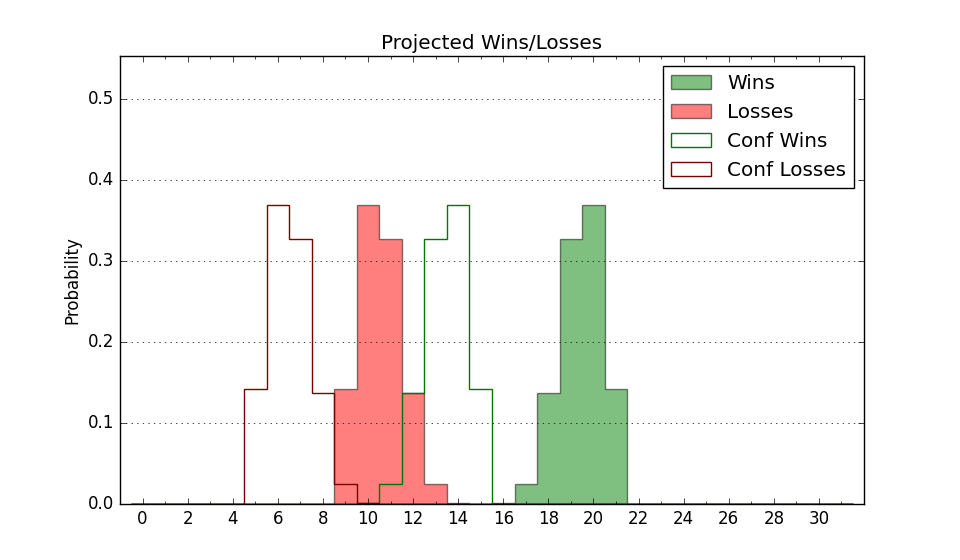 Projected Wins/Losses
Wins
Losses
Conf Wins
Conf Losses
Probability
0.5
0.4
0.3
0.2
0.1
0.0
0 2 4 6 8 10 12 14 16 18 20 22 24 26 28 30